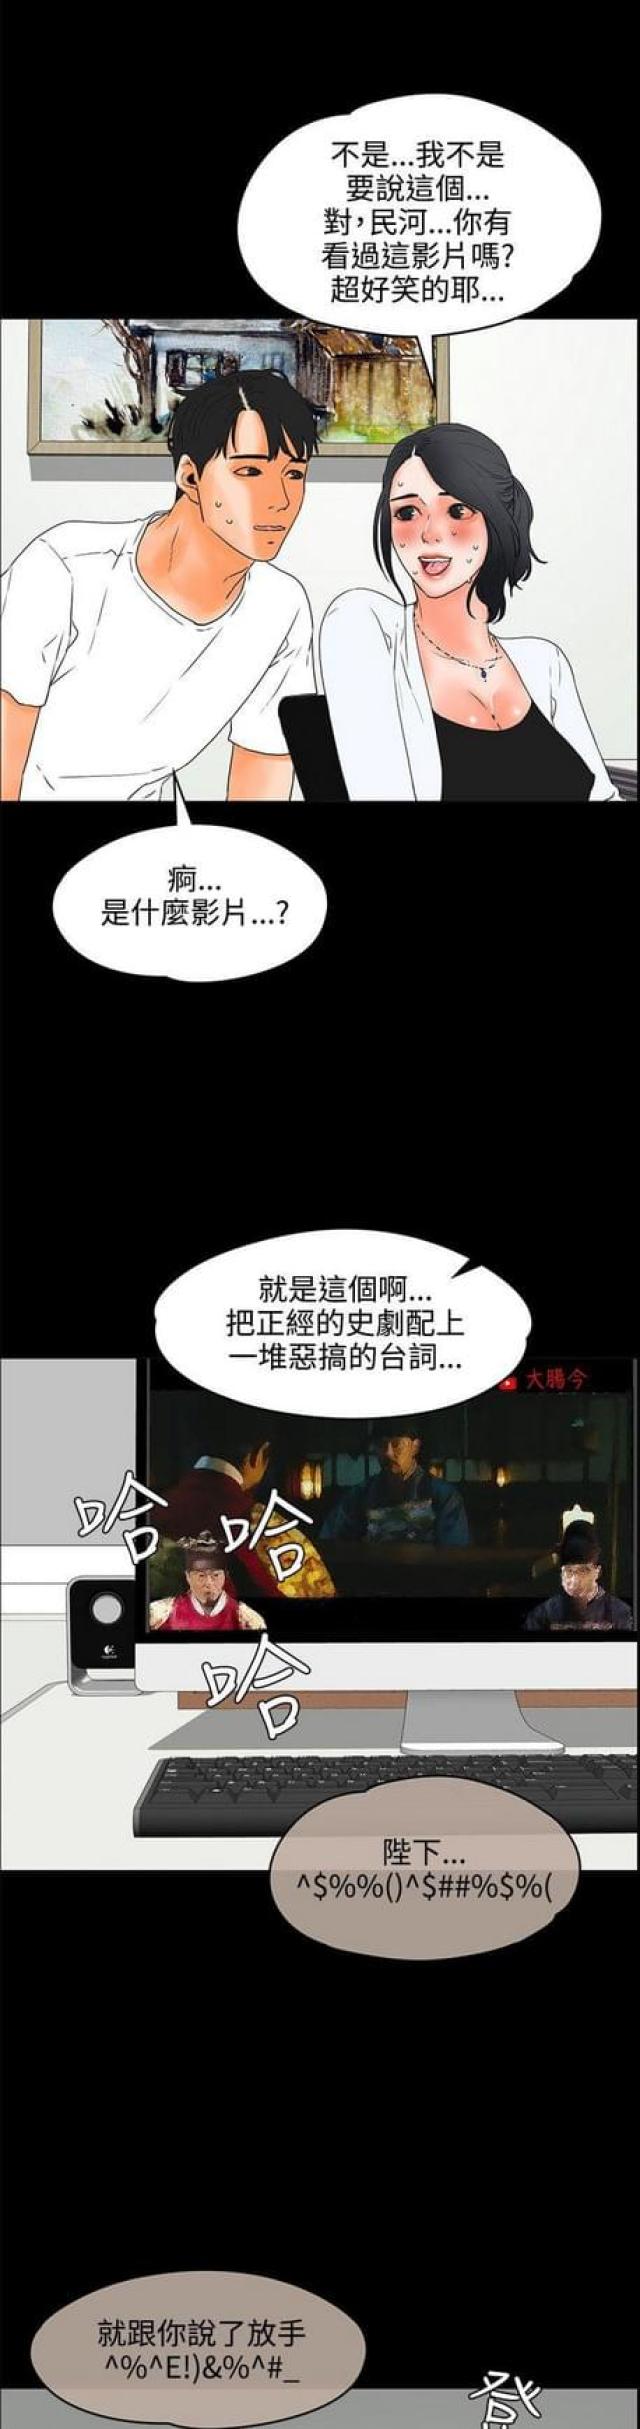 不是...我不是
要說這個...
對，民河...你有
看過這影片嗎?
超好笑的耶...
痾...
是什麼影片...?
就是這個啊...
把正經的史劇配上
一堆惡搞的台詞...
大腸今
哈
哈
哈
陛下...
^$%%()^$##%$%(
就跟你說了放手
^%^E!)&%^#_
登